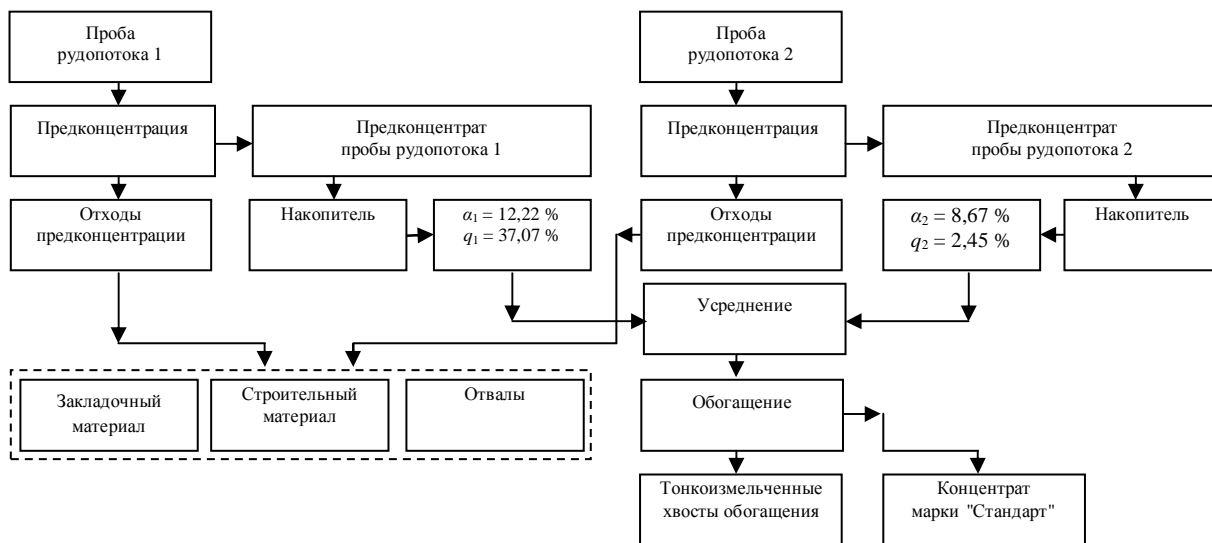 Проба
рудопотока 1
Проба
рудопотока 2
Предконцентрация
Предконцентрат
пробы рудопотока 1
Предконцентрация
Предконцентрат
пробы рудопотока 2
Отходы
предконцентрации
Накопитель
α₁ = 12,22 %
q₁ = 37,07 %
Отходы
предконцентрации
α₂ = 8,67 %
q₂ = 2,45 %
Накопитель
Усреднение
Закладочный
материал
Строительный
материал
Отвалы
Обогащение
Тонкоизмельченные
хвосты обогащения
Концентрат
марки "Стандарт"